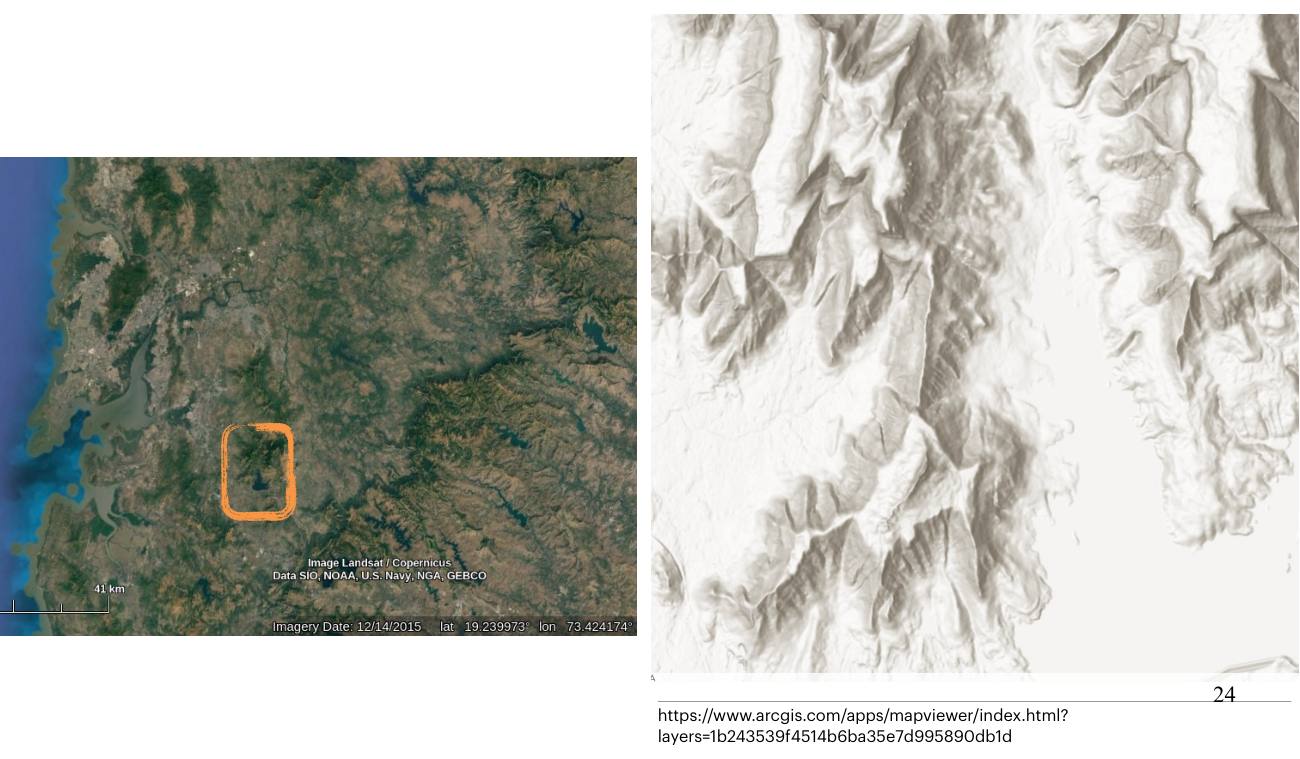 Image Landsat / Copernicus
Data SIO, NOAA, U.S. Navy, NGA, GEBCO
41 km
Imagery Date: 12/14/2015 lat 19.239973° lon 73.424174°
A
24
https://www.arcgis.com/apps/mapviewer/index.html?
layers=1b243539f4514b6ba35e7d995890db1d